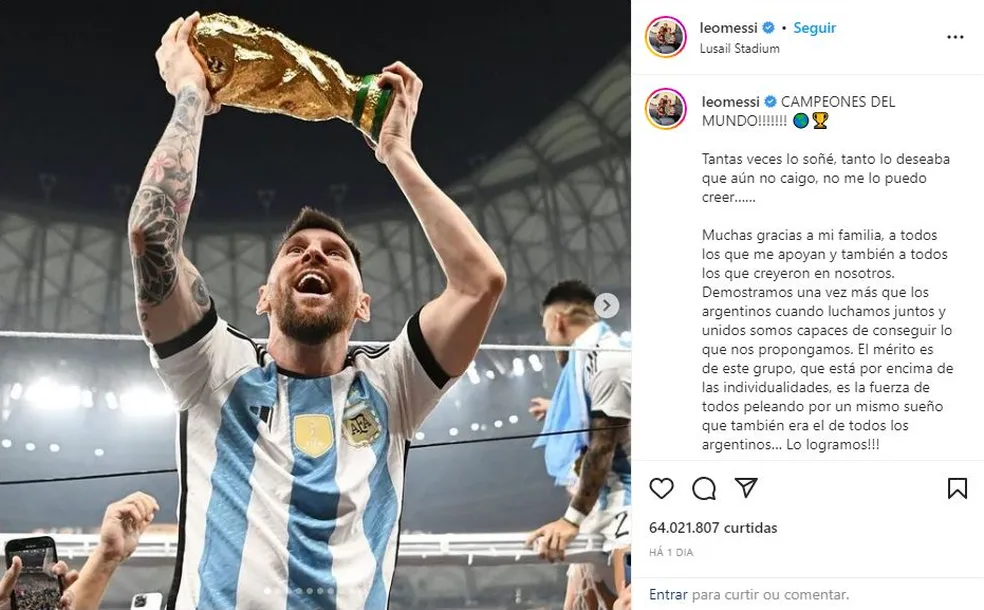 leomessi • Seguir
Lusail Stadium
leomessi CAMPEONES DEL
MUNDO!!!!!!! 🌎🏆
Tantas veces lo soñé, tanto lo deseaba
que aún no caigo, no me lo puedo
creer......
Muchas gracias a mi familia, a todos
los que me apoyan y también a todos
los que creyeron en nosotros.
Demostramos una vez más que los
argentinos cuando luchamos juntos y
unidos somos capaces de conseguir lo
que nos propongamos. El mérito es
de este grupo, que está por encima de
las individualidades, es la fuerza de
todos peleando por un mismo sueño
que también era el de todos los
argentinos... Lo logramos!!!
64.021.807 curtidas
HÁ 1 DIA
Entrar para curtir ou comentar.
AFA
2